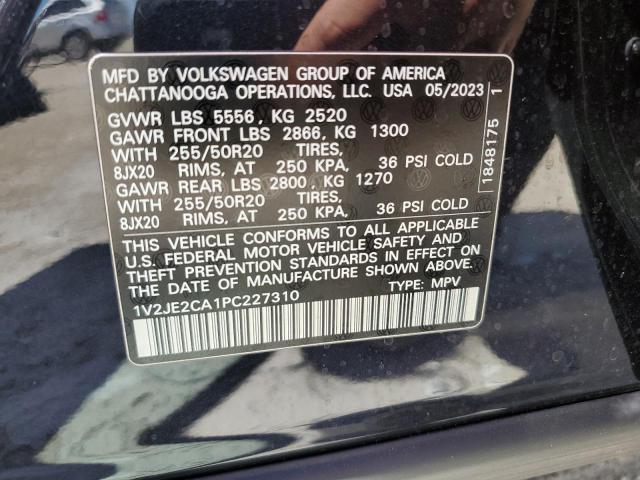 MFD BY VOLKSWAGEN GROUP OF AMERICA
CHATTANOOGA OPERATIONS, LLC. USA 05/2023
GVWR LBS 5556, KG 2520
GAWR FRONT LBS 2866, KG 1300
WITH 255/50R20 TIRES,
8JX20 RIMS, AT 250 KPA, 36 PSI COLD
GAWR REAR LBS 2800, KG 1270
WITH 255/50R20 TIRES,
8JX20 RIMS, AT 250 KPA, 36 PSI COLD
THIS VEHICLE CONFORMS TO ALL APPLICABLE
U.S. FEDERAL MOTOR VEHICLE SAFETY AND
THEFT PREVENTION STANDARDS IN EFFECT ON
THE DATE OF MANUFACTURE SHOWN ABOVE.
1V2JE2CA1PC227310 TYPE: MPV
1848175 1